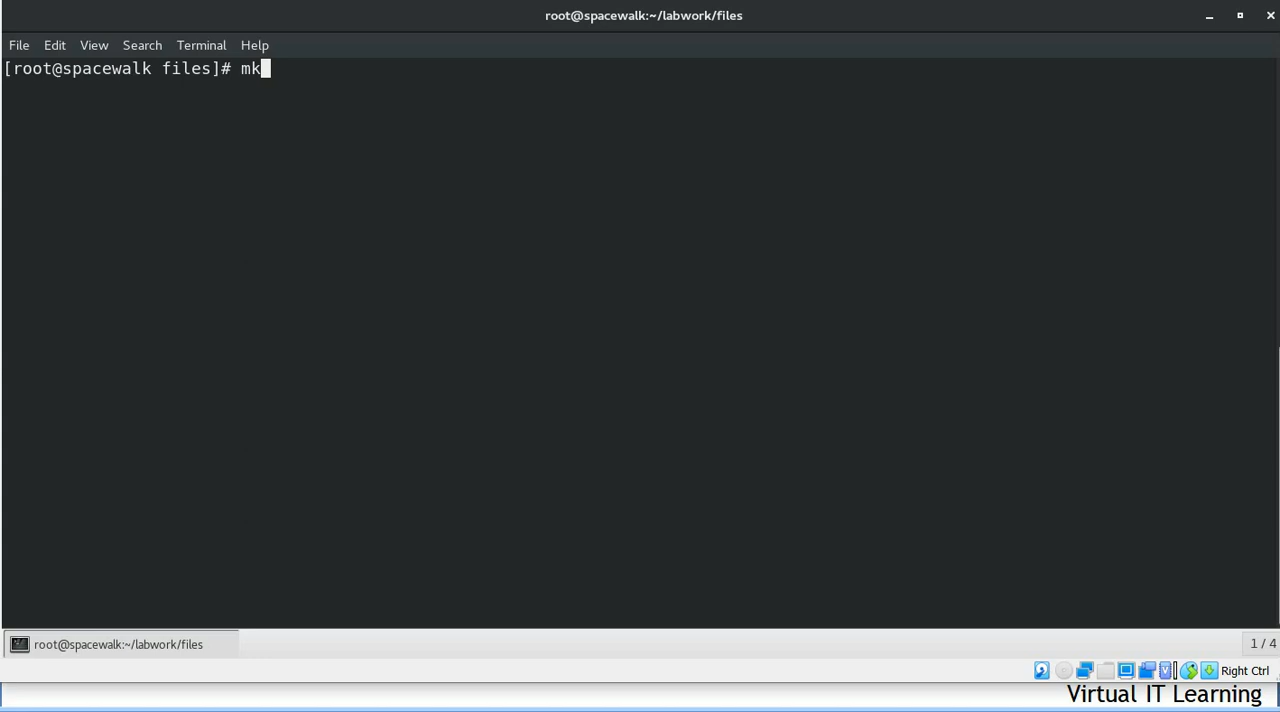 root@spacewalk:~/labwork/files
File Edit View Search Terminal Help
[root@spacewalk files]# mk
root@spacewalk:~/labwork/files
1 / 4
Right Ctrl
Virtual IT Learning